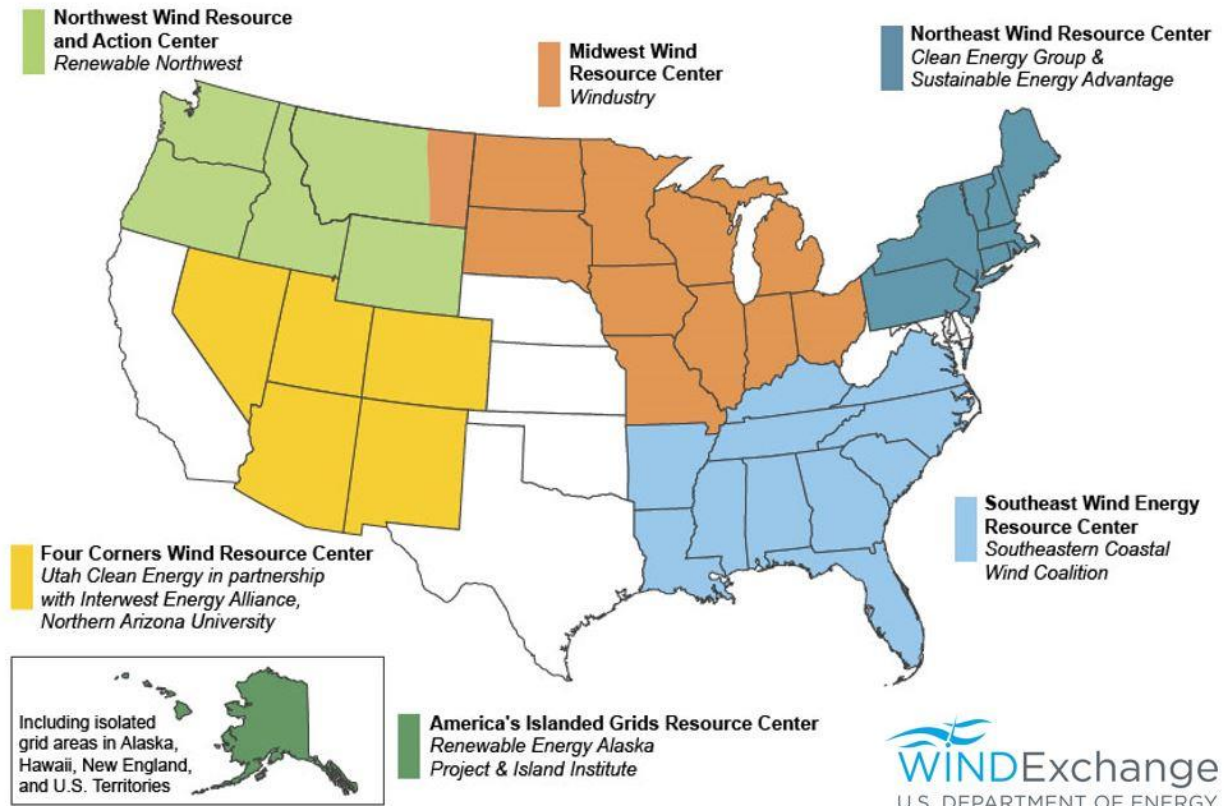 Northwest Wind Resource
and Action Center
Renewable Northwest
Midwest Wind
Resource Center
Windustry
Northeast Wind Resource Center
Clean Energy Group &
Sustainable Energy Advantage
Southeast Wind Energy
Resource Center
Southeastern Coastal
Wind Coalition
Four Corners Wind Resource Center
Utah Clean Energy in partnership
with Interwest Energy Alliance,
Northern Arizona University
Including isolated
grid areas in Alaska,
Hawaii, New England,
and U.S. Territories
America's Islanded Grids Resource Center
Renewable Energy Alaska
Project & Island Institute
WINDExchange
U.S. DEPARTMENT OF ENERGY